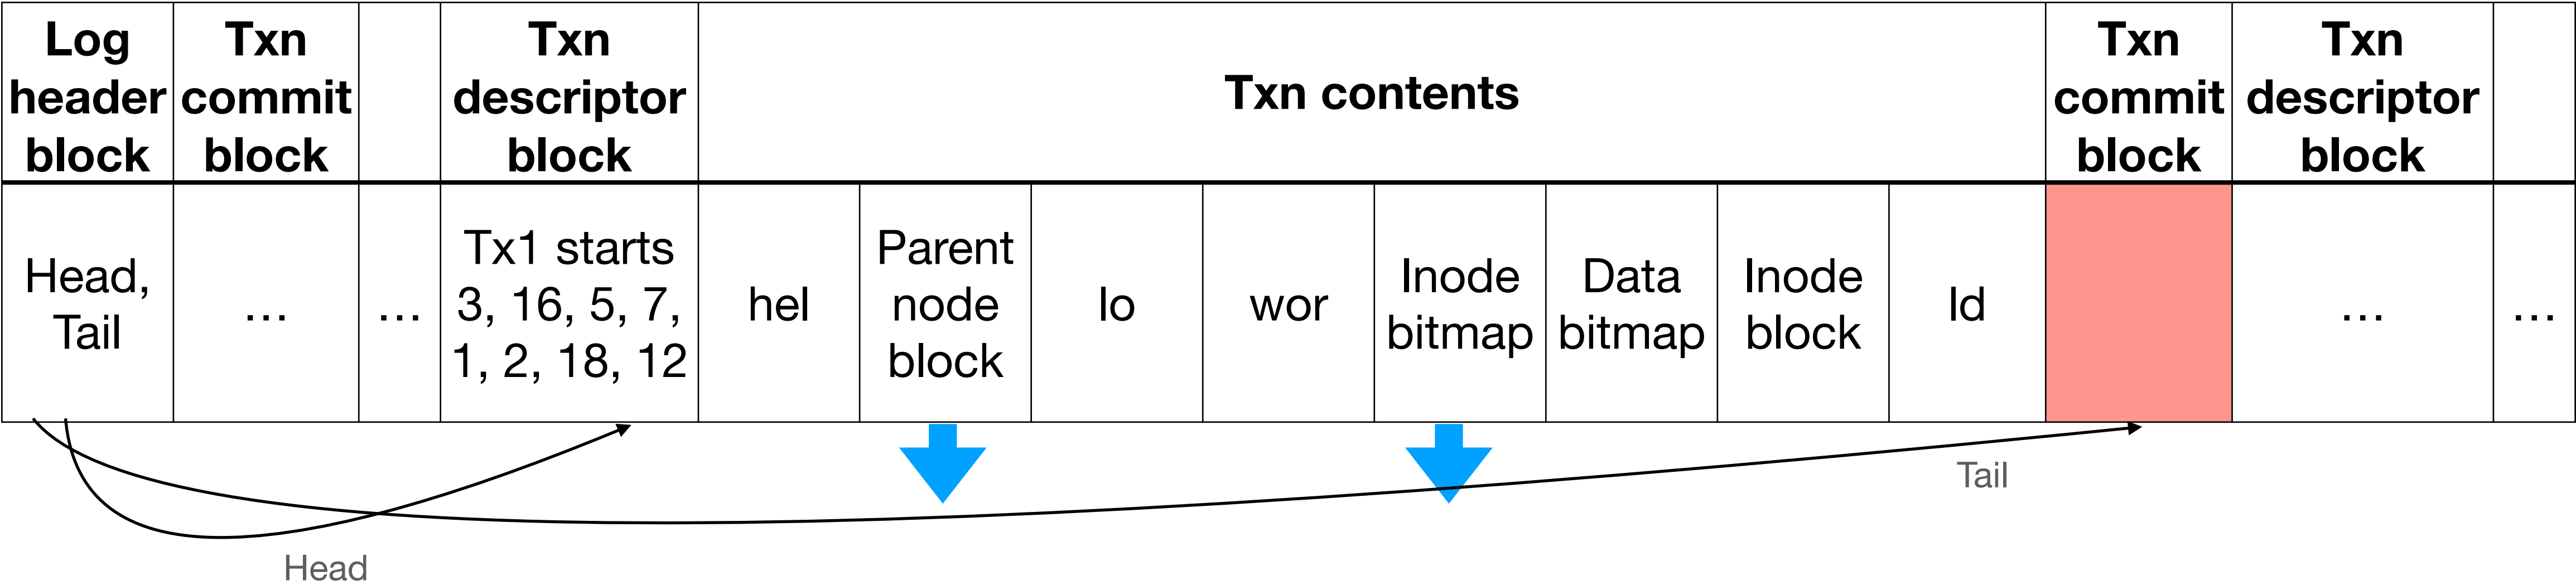 Log
header
block
Txn
commit
block
Txn
descriptor
block
Txn contents
Txn
commit
block
Txn
descriptor
block
Head,
Tail
...
...
Tx1 starts
3, 16, 5, 7,
1, 2, 18, 12
hel
Parent
node
block
lo
wor
Inode
bitmap
Data
bitmap
Inode
block
ld
...
...
Tail
Head